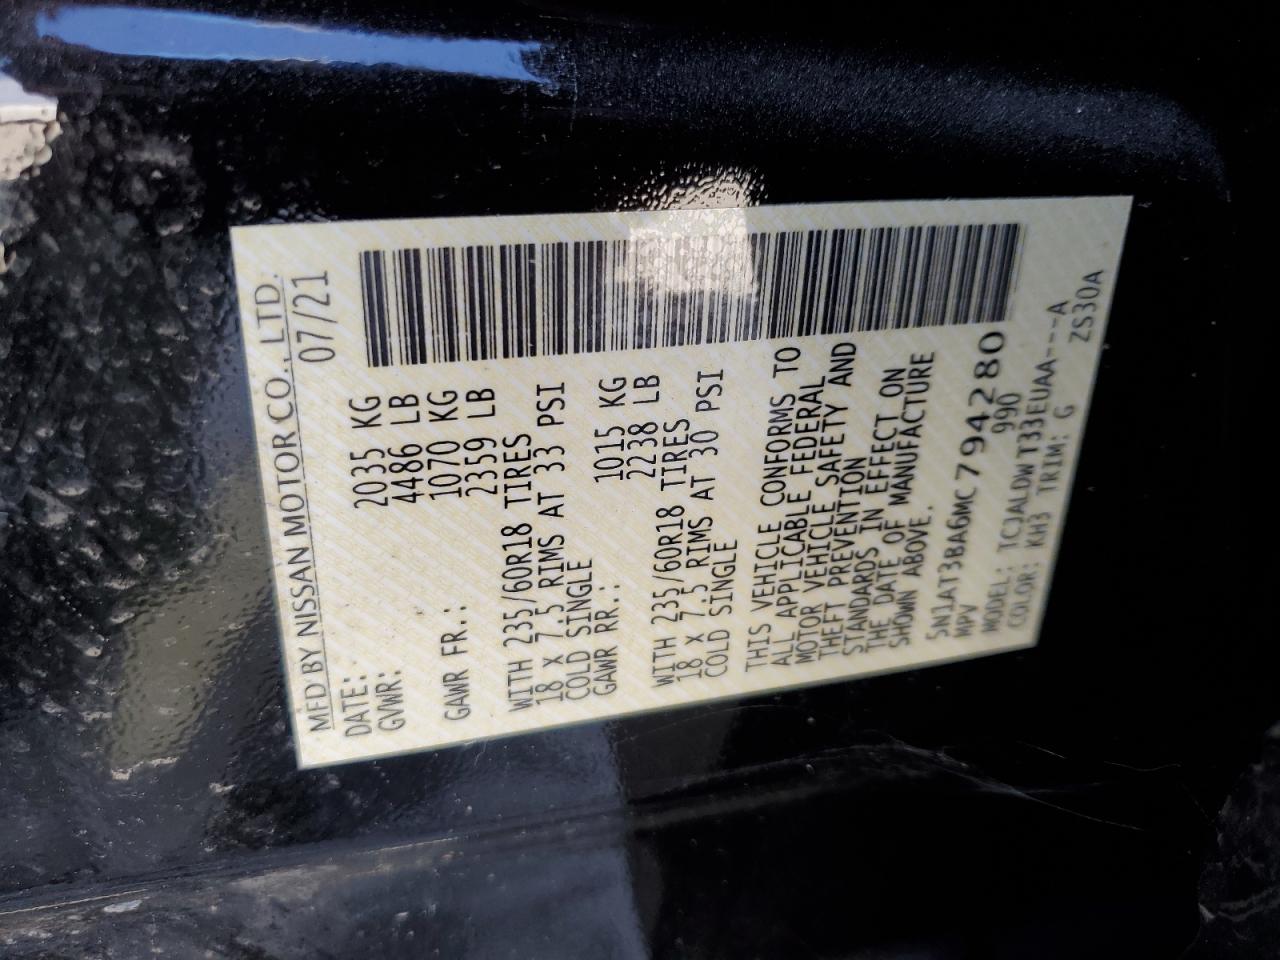 MFD BY NISSAN MOTOR CO., LTD.
DATE: 07/21
GVWR: 2035 KG
4486 LB
GAWR FR.: 1070 KG
2359 LB
WITH 235/60R18 TIRES
18 X 7.5 RIMS AT 33 PSI
COLD SINGLE
GAWR RR.: 1015 KG
2238 LB
WITH 235/60R18 TIRES
18 X 7.5 RIMS AT 30 PSI
COLD SINGLE
THIS VEHICLE CONFORMS TO
ALL APPLICABLE FEDERAL
MOTOR VEHICLE SAFETY AND
THEFT PREVENTION
STANDARDS IN EFFECT ON
THE DATE OF MANUFACTURE
SHOWN ABOVE.
5N1AT3BA6MC794280
MPV 990
MODEL: TCJALDWT33EUAA---A
COLOR: KH3 TRIM: G ZS30A